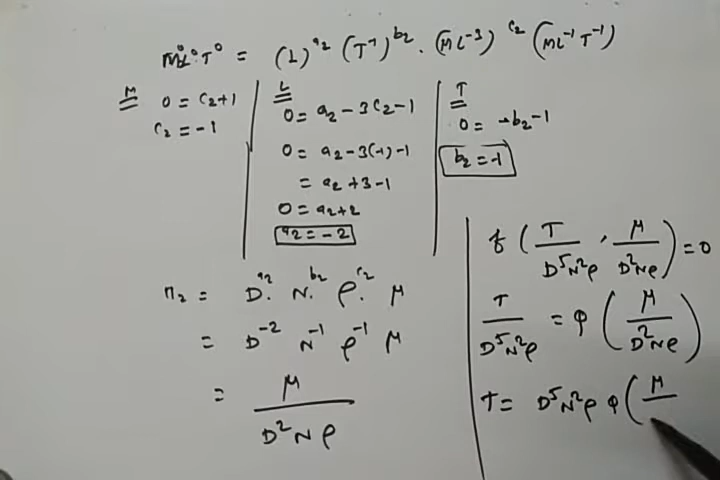 M⁰L⁰T⁰ = (L)^a₂ (T⁻¹)^b₂ . (ML⁻³)^c₂ (ML⁻¹T⁻¹)
M
0 = c₂+1
c₂ = -1
L
0 = a₂-3c₂-1
0 = a₂-3(-1)-1
= a₂+3-1
0 = a₂+2
a₂ = -2
T
0 = -b₂-1
b₂ = -1
π₂ = D^a₂. N^b₂. ρ^c₂. μ
= D⁻² N⁻¹ ρ⁻¹ μ
= μ/D²Nρ
f (T/D⁵N²ρ, μ/D²Nρ) = 0
T/D⁵N²ρ = φ (μ/D²Nρ)
T = D⁵N²ρ φ (μ/